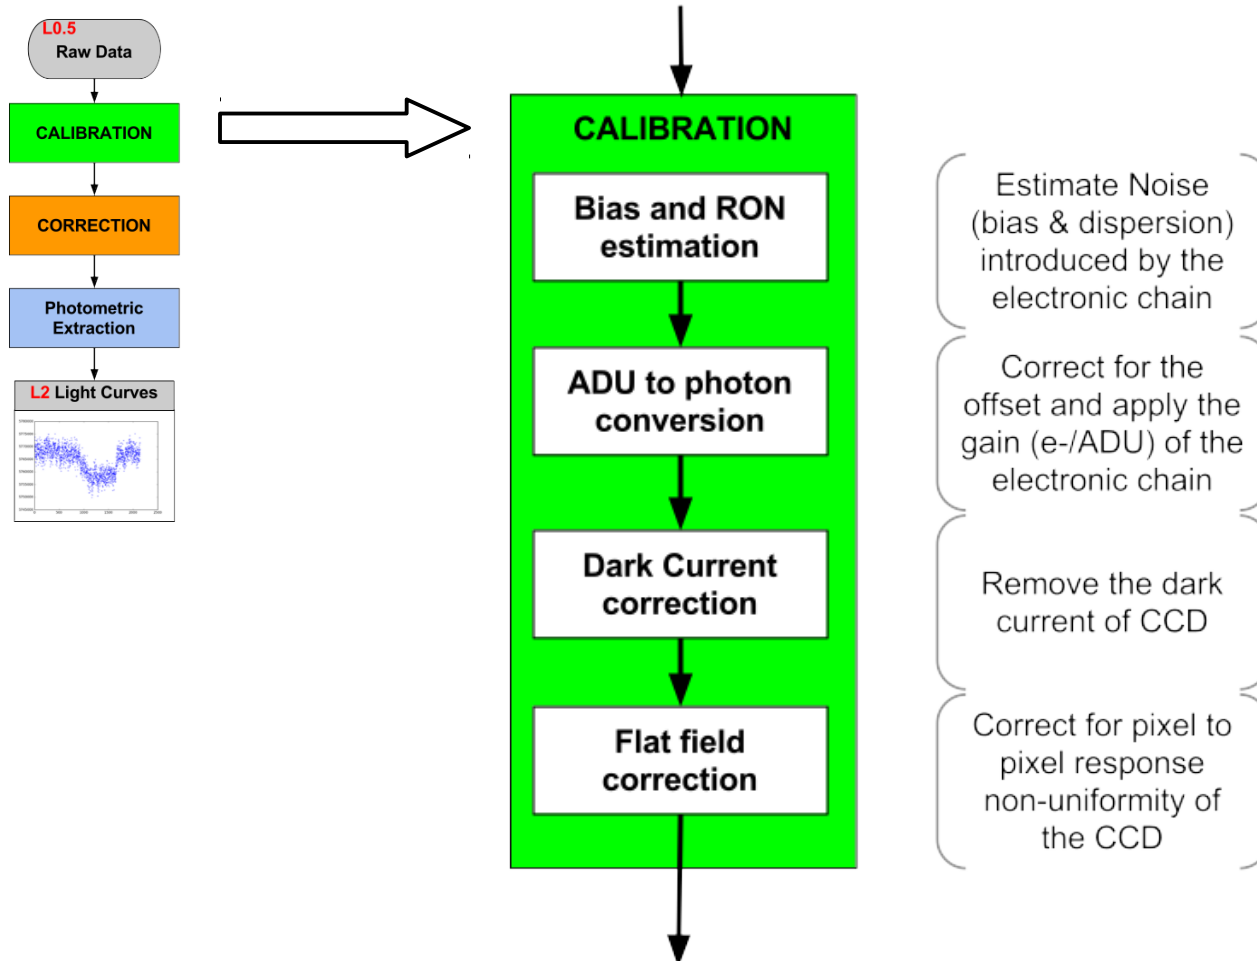 L0.5
Raw Data
CALIBRATION
CORRECTION
Photometric
Extraction
L2 Light Curves
CALIBRATION
Bias and RON
estimation
ADU to photon
conversion
Dark Current
correction
Flat field
correction
Estimate Noise
(bias & dispersion)
introduced by the
electronic chain
Correct for the
offset and apply the
gain (e-/ADU) of the
electronic chain
Remove the dark
current of CCD
Correct for pixel to
pixel response
non-uniformity of
the CCD